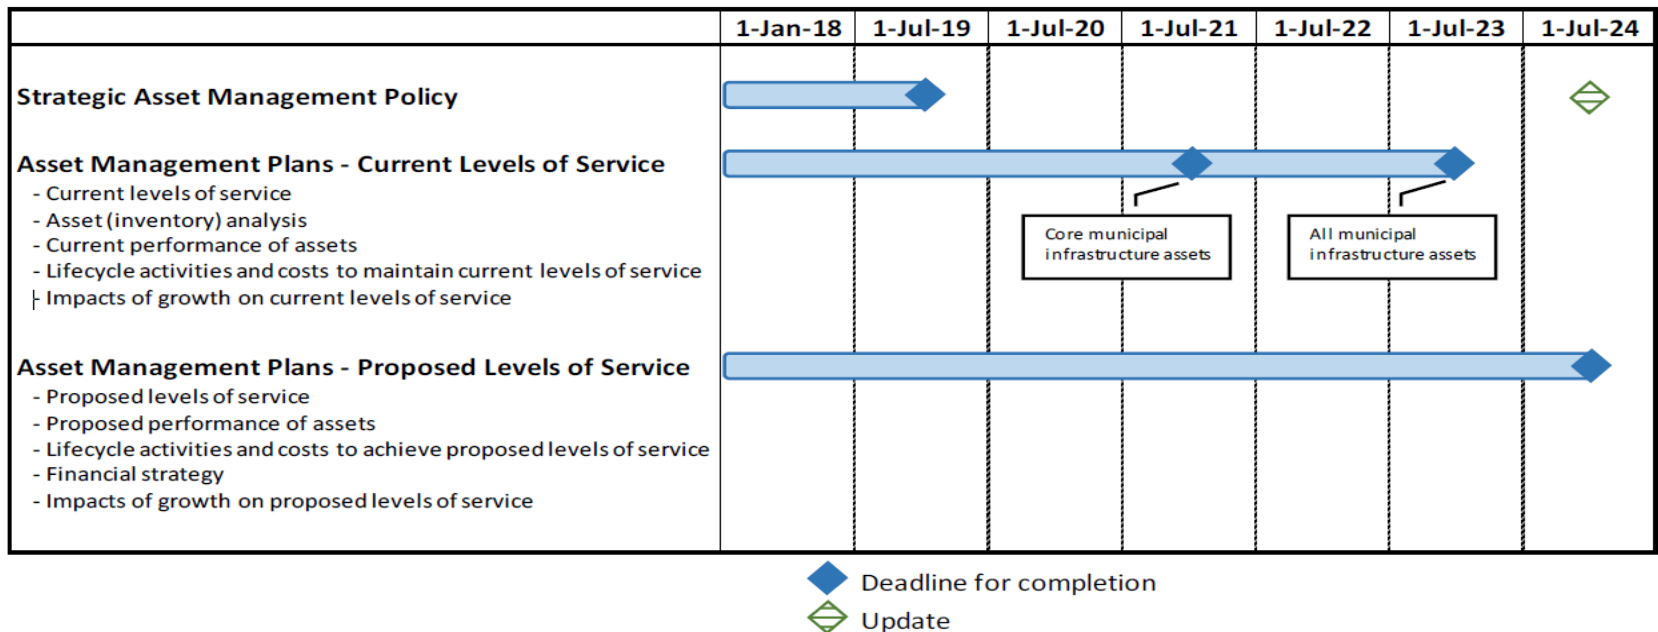 1-Jan-18 1-Jul-19 1-Jul-20 1-Jul-21 1-Jul-22 1-Jul-23 1-Jul-24
Strategic Asset Management Policy
Asset Management Plans - Current Levels of Service
- Current levels of service
- Asset (inventory) analysis
- Current performance of assets
- Lifecycle activities and costs to maintain current levels of service
- Impacts of growth on current levels of service
Core municipal
infrastructure assets
All municipal
infrastructure assets
Asset Management Plans - Proposed Levels of Service
- Proposed levels of service
- Proposed performance of assets
- Lifecycle activities and costs to achieve proposed levels of service
- Financial strategy
- Impacts of growth on proposed levels of service
Deadline for completion
Update